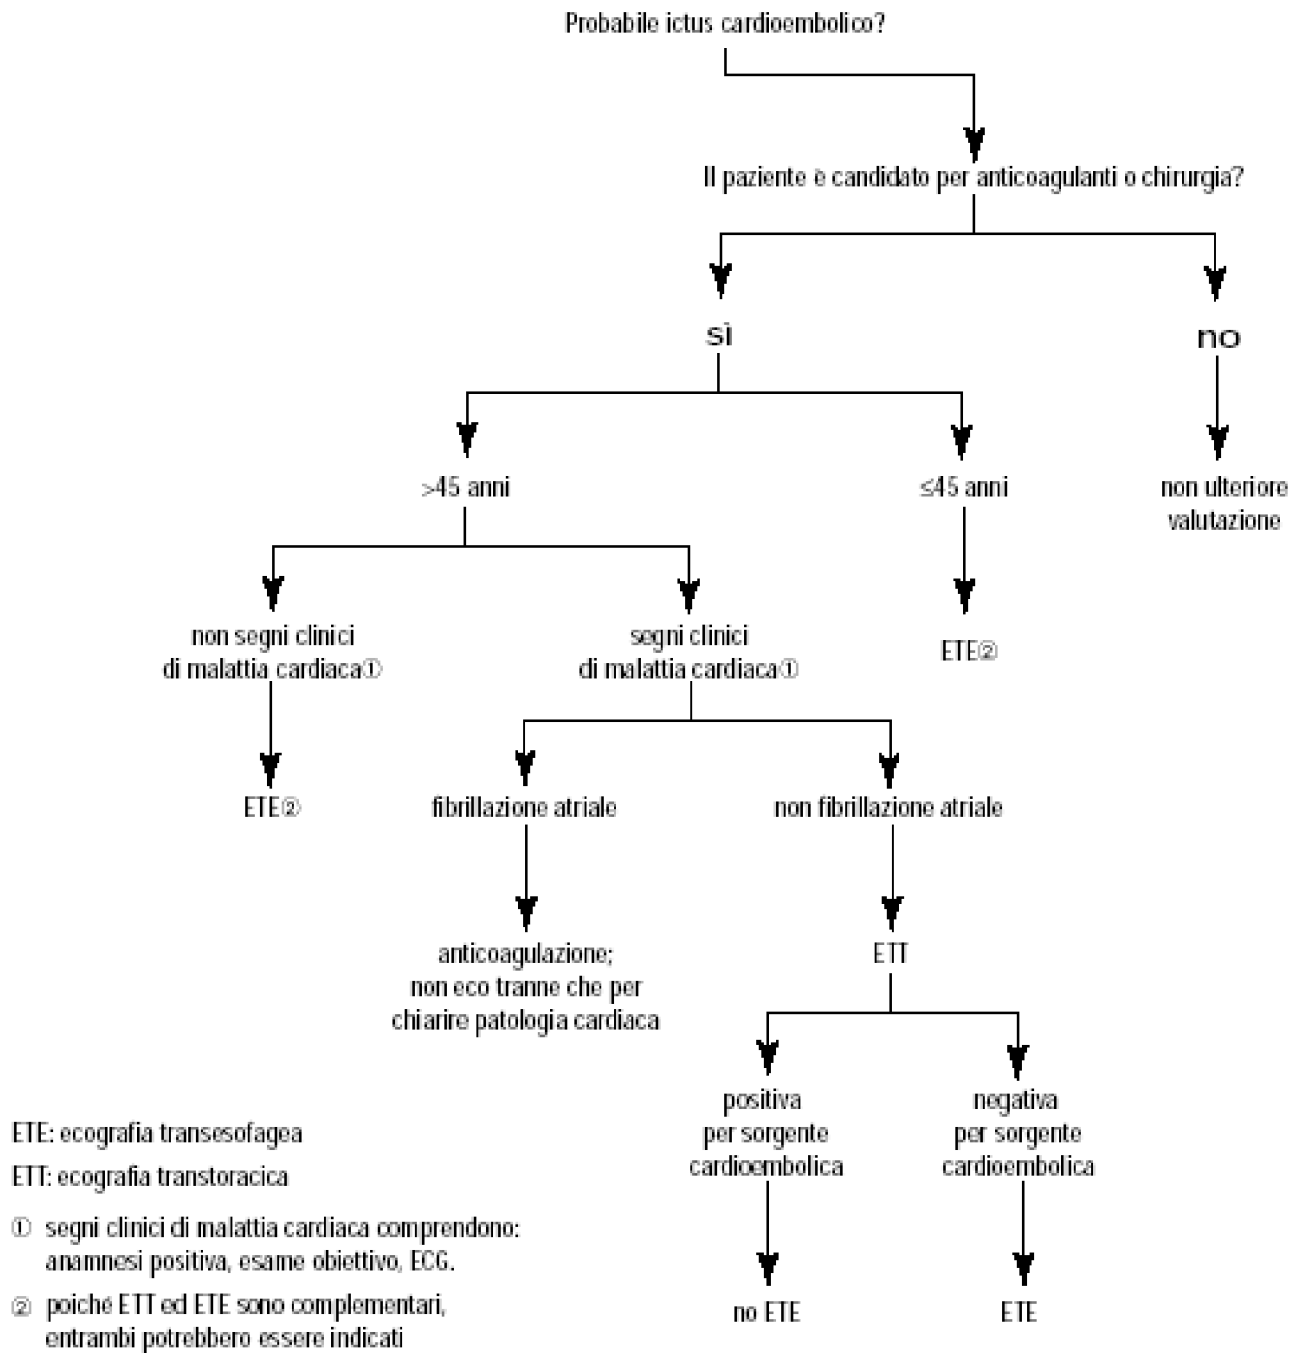 Probabile ictus cardioembolico?
Il paziente è candidato per anticoagulanti o chirurgia?
sì
no
>45 anni
≤45 anni
non ulteriore
valutazione
non segni clinici
di malattia cardiaca①
segni clinici
di malattia cardiaca①
ETE②
ETE②
fibrillazione atriale
non fibrillazione atriale
anticoagulazione;
non eco tranne che per
chiarire patologia cardiaca
ETT
positiva
per sorgente
cardioembolica
negativa
per sorgente
cardioembolica
no ETE
ETE
ETE: ecografia transesofagea
ETT: ecografia transtoracica
① segni clinici di malattia cardiaca comprendono:
anamnesi positiva, esame obiettivo, ECG.
② poiché ETT ed ETE sono complementari,
entrambi potrebbero essere indicati